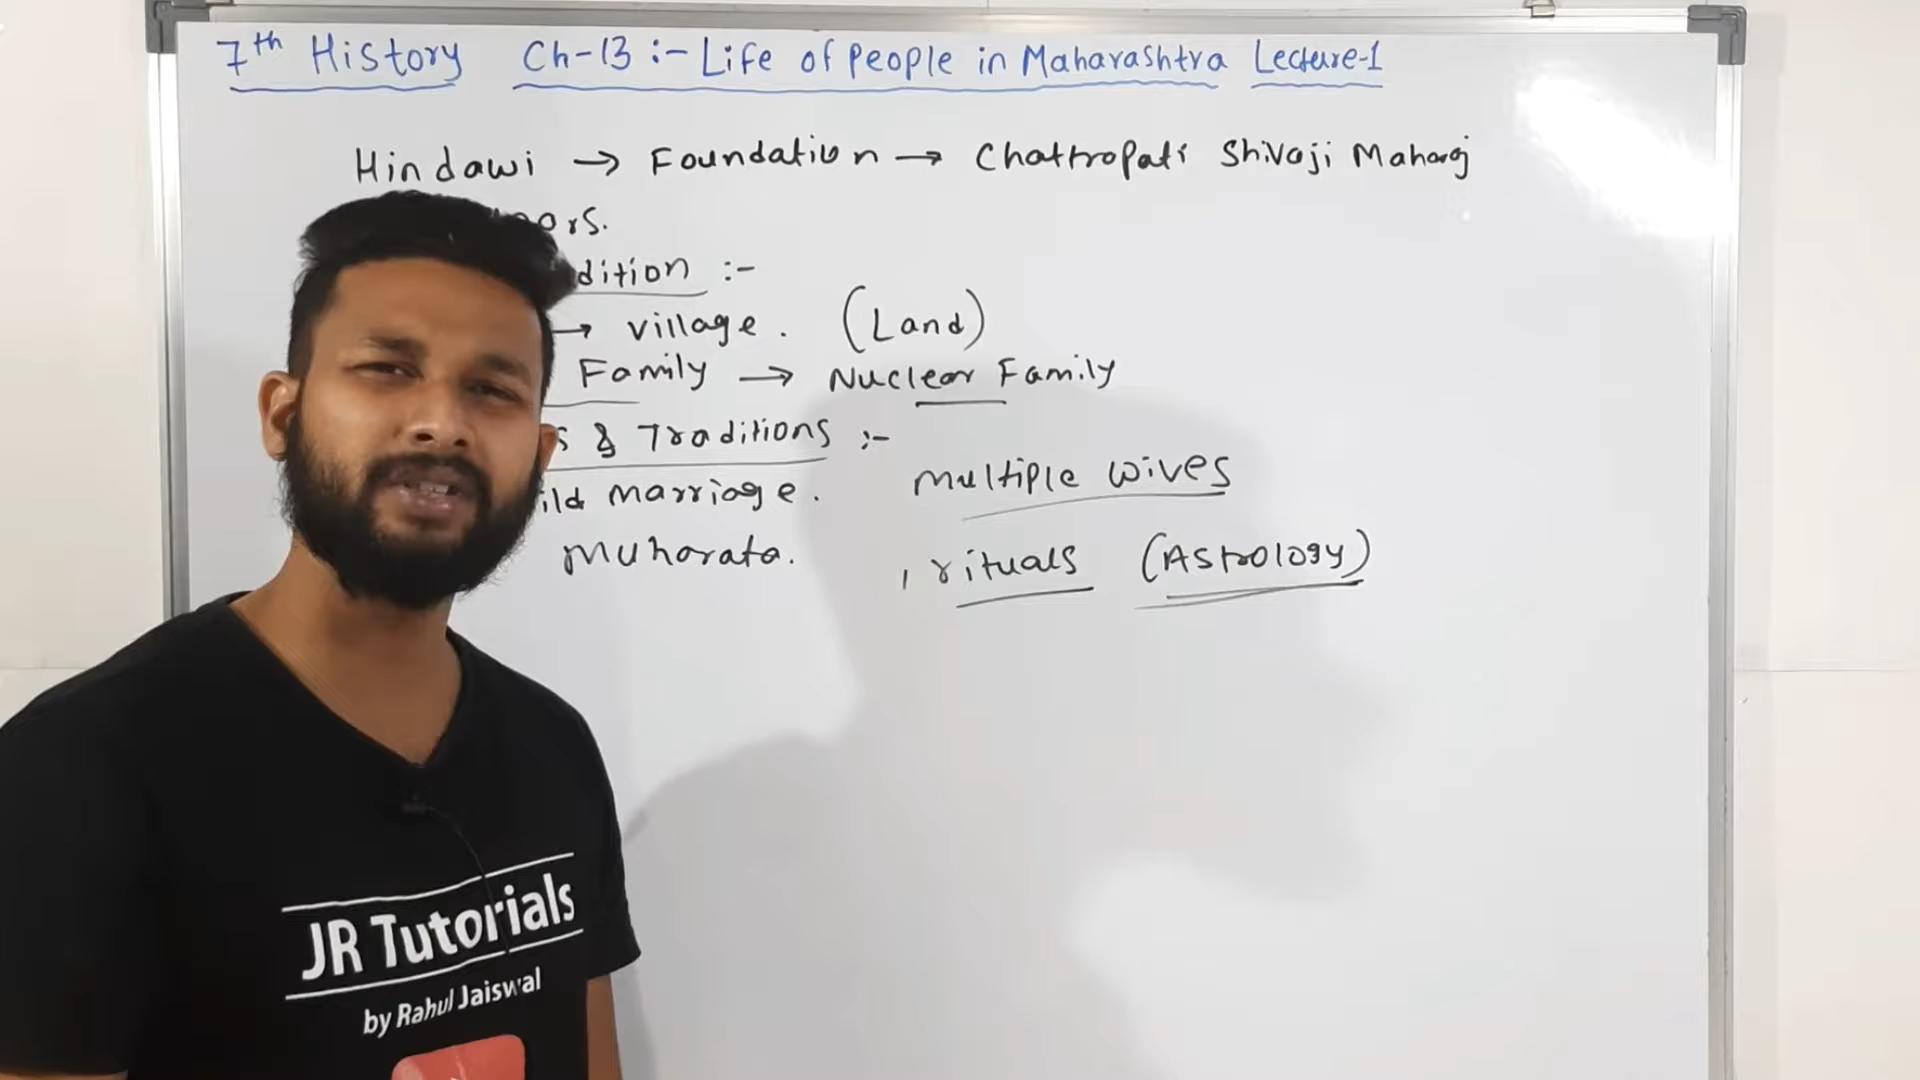 7th History Ch-13 :- Life of People in Maharashtra Lecture-1
Hindawi → Foundation → Chattropati Shivaji Maharaj
oors.
dition :-
→ village. (Land)
Family → Nuclear Family
s & Traditions :-
multiple wives
ild marriage.
Muhorata. , rituals (Astrology)
JR Tutorials
by Rahul Jaiswal